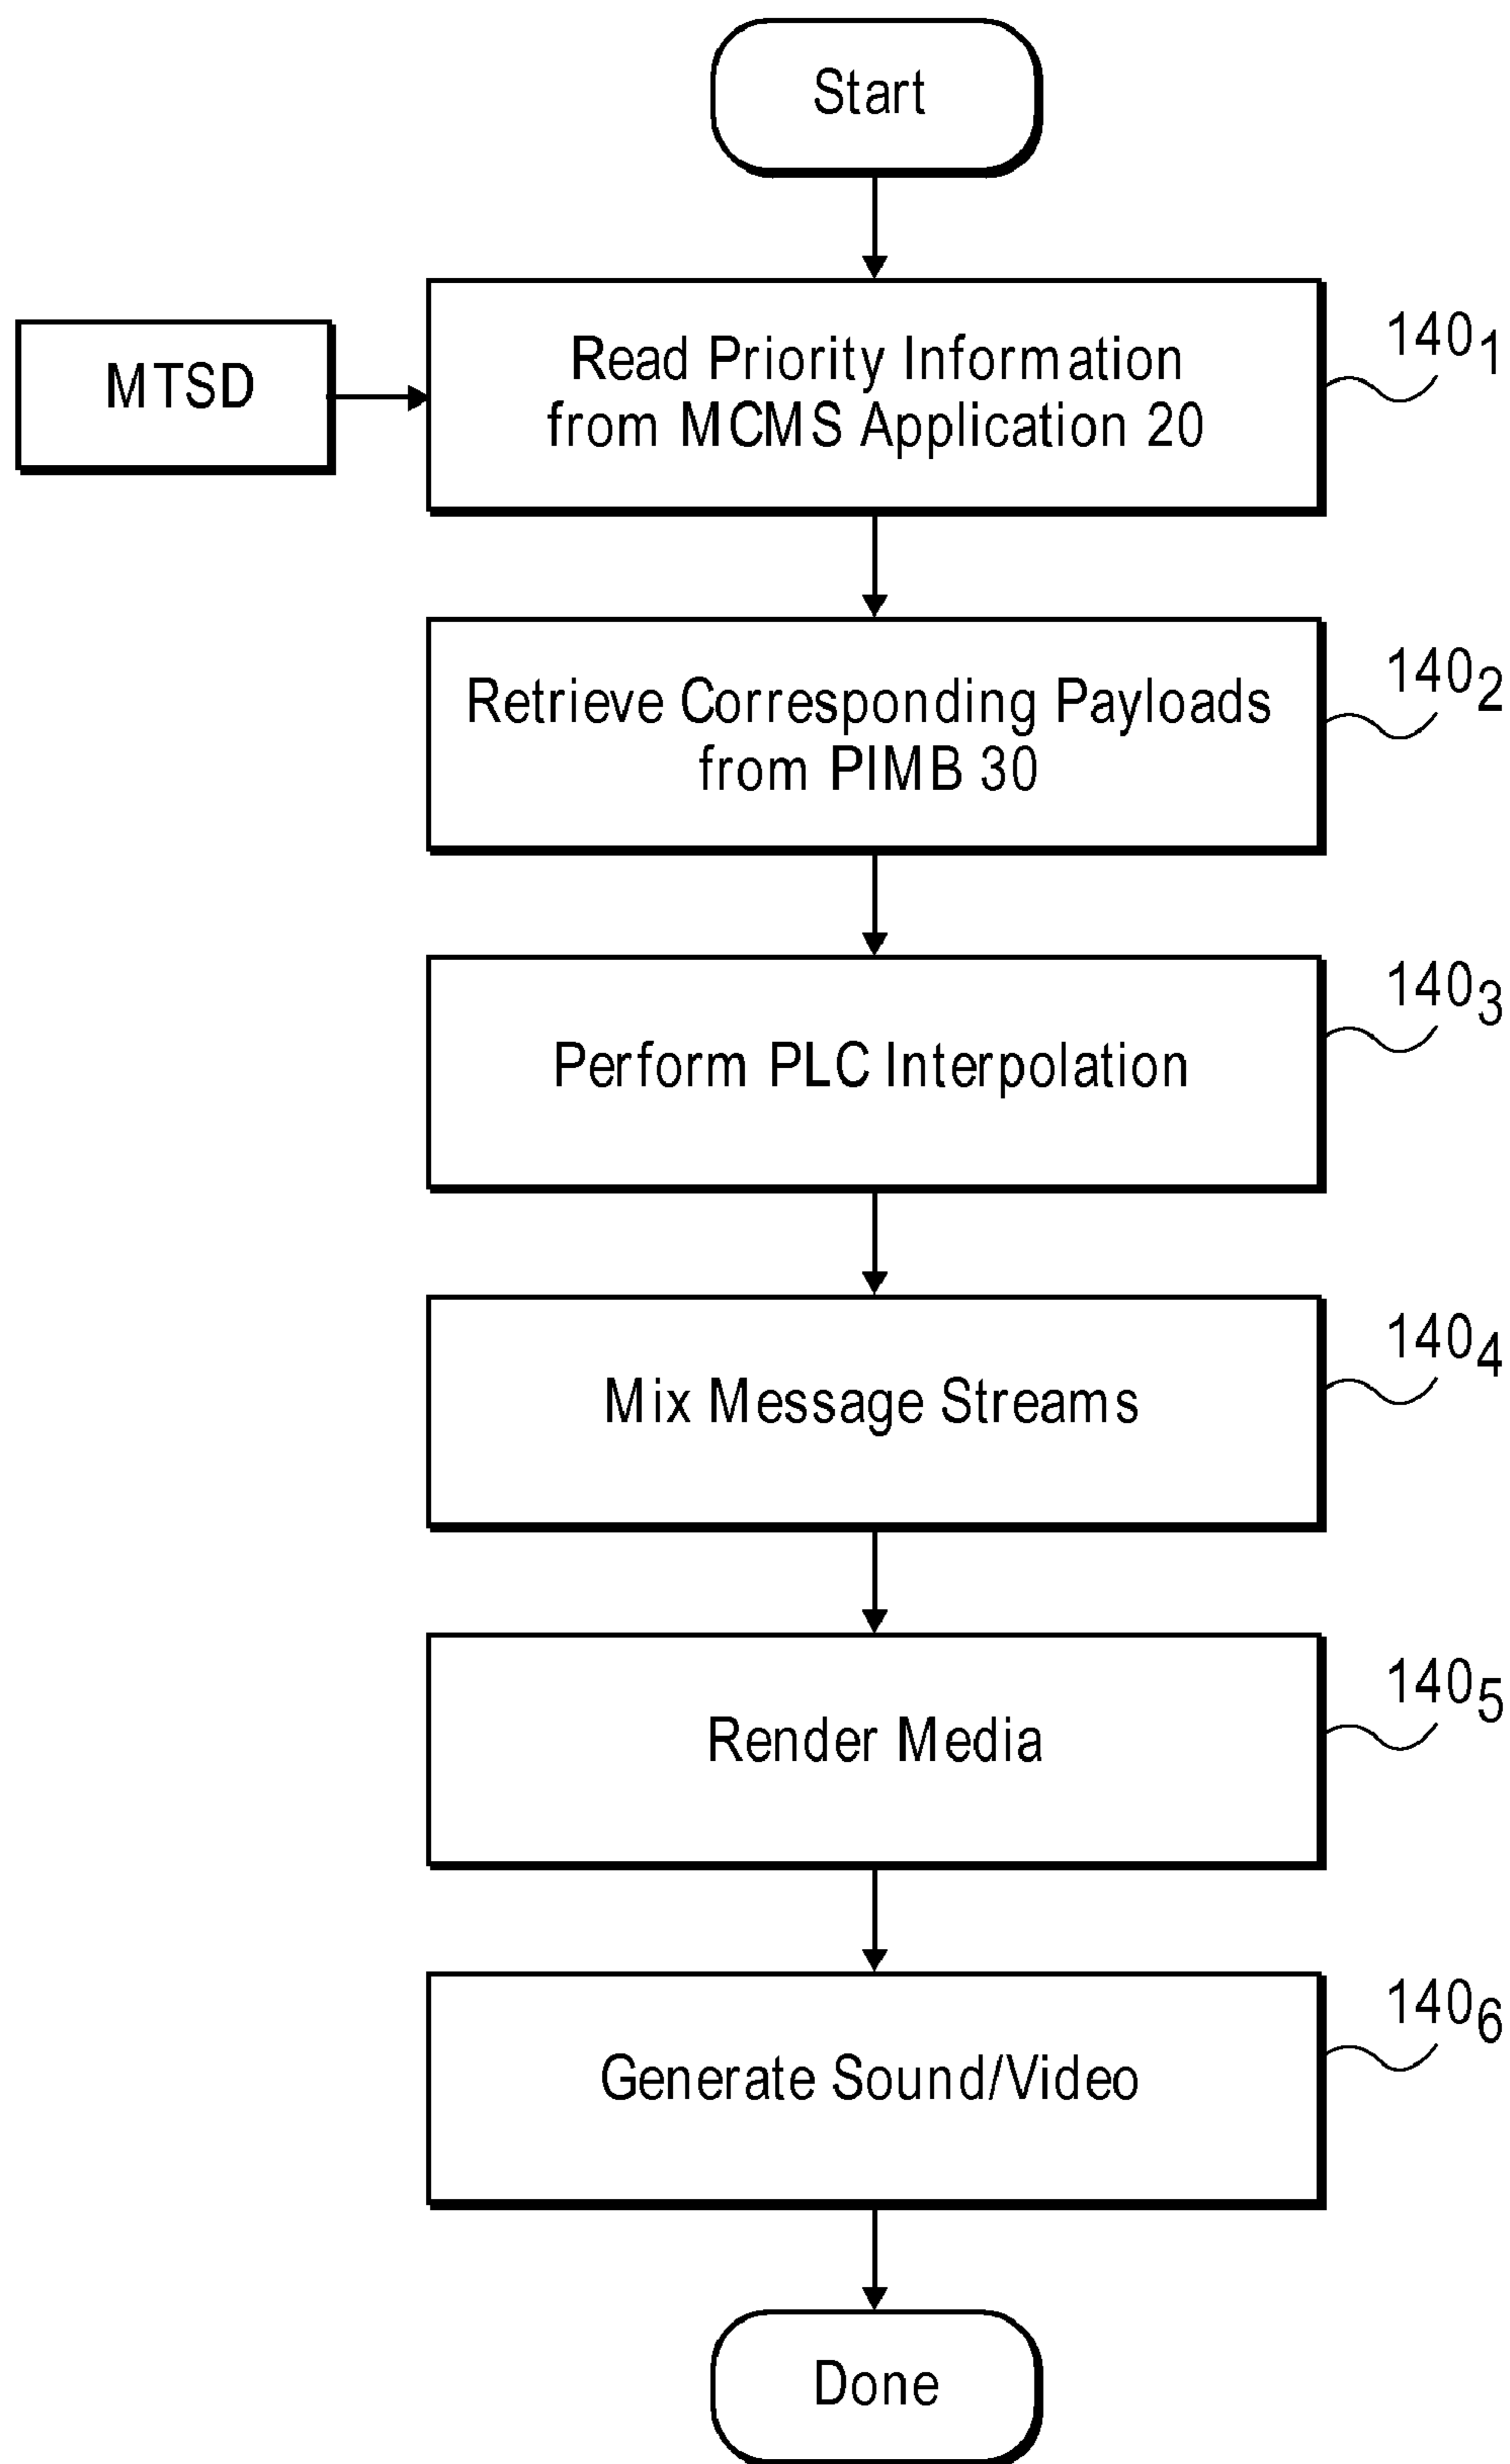 Start
MTSD
Read Priority Information
from MCMS Application 20
140₁
Retrieve Corresponding Payloads
from PIMB 30
140₂
Perform PLC Interpolation
140₃
Mix Message Streams
140₄
Render Media
140₅
Generate Sound/Video
140₆
Done